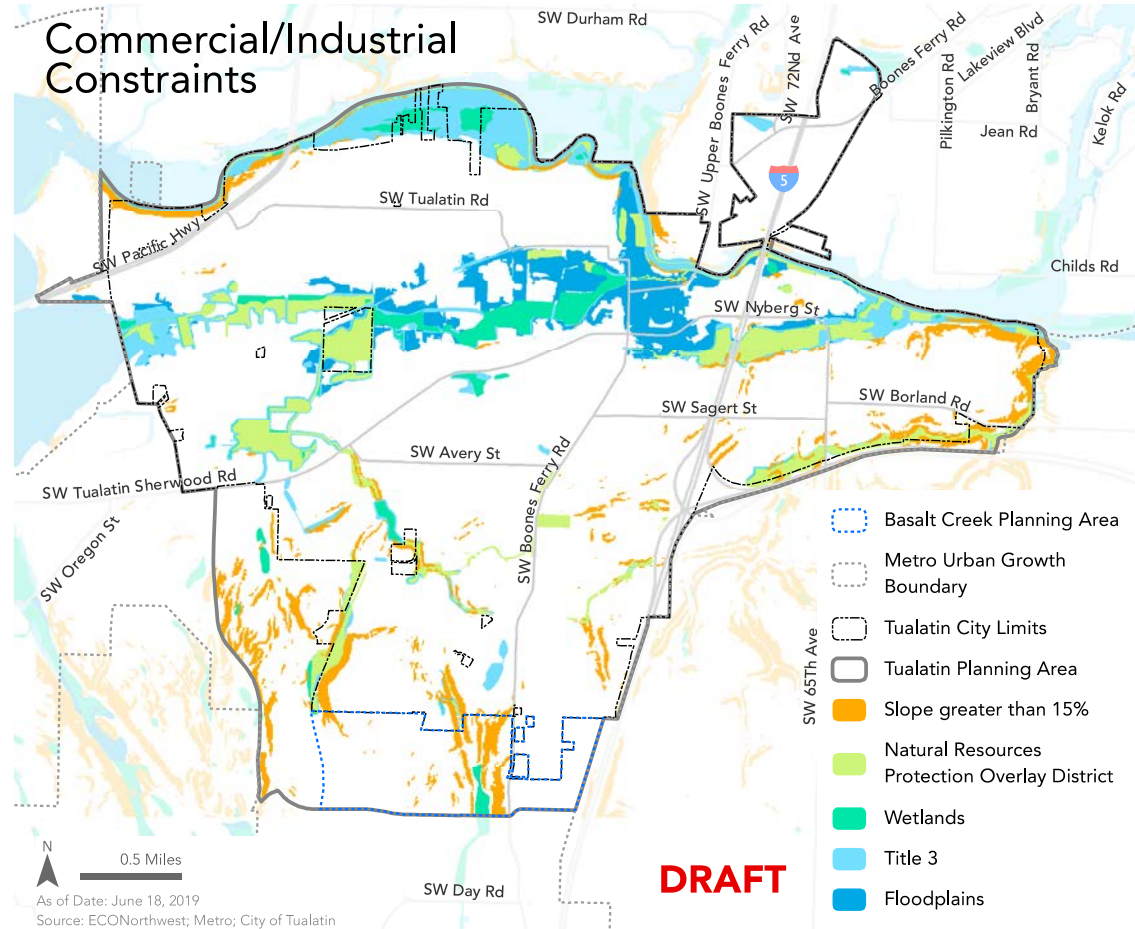 Commercial/Industrial
Constraints
SW Durham Rd
SW Upper Boones Ferry Rd
SW 72Nd Ave
Boones Ferry Rd
Lakeview Blvd
Pilkington Rd
Bryant Rd
Jean Rd
Kelok Rd
5
SW Tualatin Rd
SW Pacific Hwy
Childs Rd
SW Nyberg St
SW Borland Rd
SW Sagert St
SW Avery St
SW Boones Ferry Rd
SW Tualatin Sherwood Rd
SW Oregon St
SW 65Th Ave
SW Day Rd
Basalt Creek Planning Area
Metro Urban Growth
Boundary
Tualatin City Limits
Tualatin Planning Area
Slope greater than 15%
Natural Resources
Protection Overlay District
Wetlands
Title 3
Floodplains
DRAFT
N
0.5 Miles
As of Date: June 18, 2019
Source: ECONorthwest; Metro; City of Tualatin